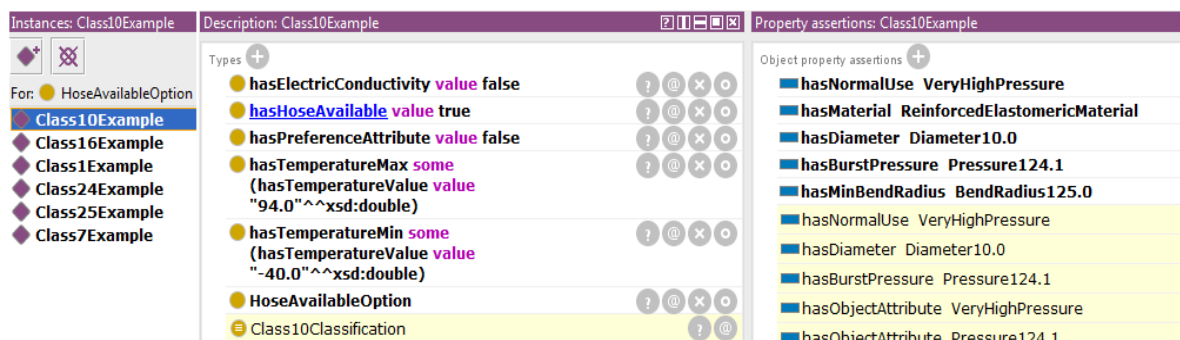 Instances: Class10Example
For: HoseAvailableOption
Class10Example
Class16Example
Class1Example
Class24Example
Class25Example
Class7Example
Description: Class10Example
Types
hasElectricConductivity value false
hasHoseAvailable value true
hasPreferenceAttribute value false
hasTemperatureMax some
(hasTemperatureValue value
"94.0"^^xsd:double)
hasTemperatureMin some
(hasTemperatureValue value
"-40.0"^^xsd:double)
HoseAvailableOption
Class10Classification
Property assertions: Class10Example
Object property assertions
hasNormalUse VeryHighPressure
hasMaterial ReinforcedElastomericMaterial
hasDiameter Diameter10.0
hasBurstPressure Pressure124.1
hasMinBendRadius BendRadius125.0
hasNormalUse VeryHighPressure
hasDiameter Diameter10.0
hasBurstPressure Pressure124.1
hasObjectAttribute VeryHighPressure
hasObjectAttribute Pressure124.1